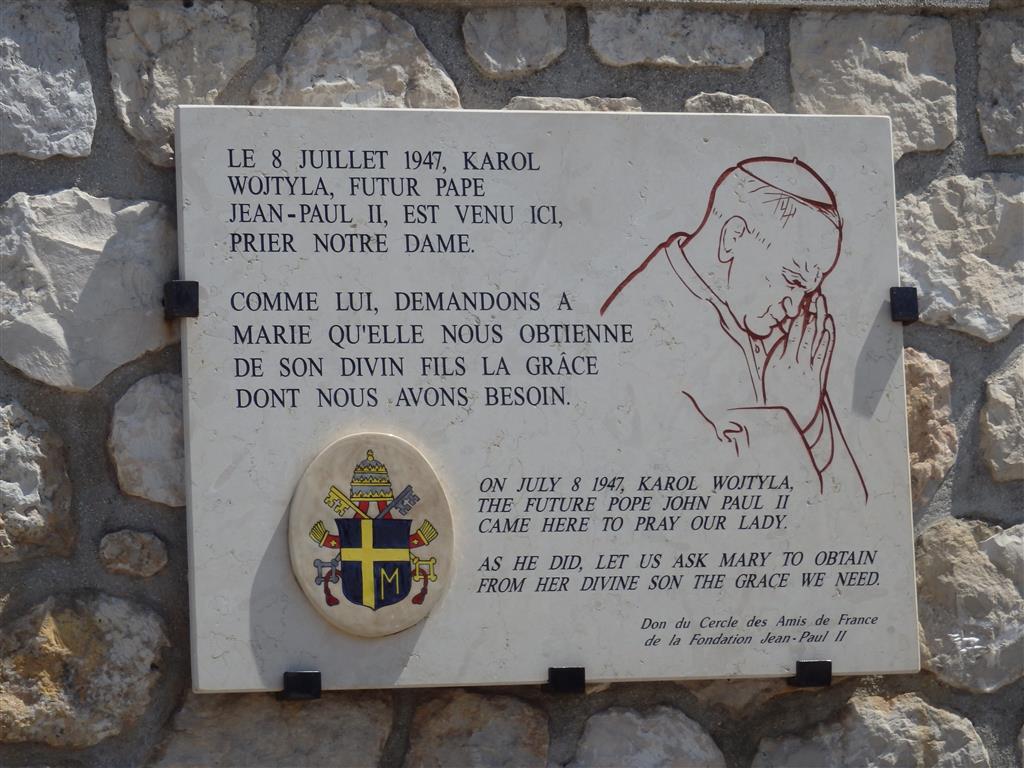 LE 8 JUILLET 1947, KAROL
WOJTYLA, FUTUR PAPE
JEAN-PAUL II, EST VENU ICI,
PRIER NOTRE DAME.
COMME LUI, DEMANDONS A
MARIE QU'ELLE NOUS OBTIENNE
DE SON DIVIN FILS LA GRÂCE
DONT NOUS AVONS BESOIN.
M
ON JULY 8 1947, KAROL WOJTYLA,
THE FUTURE POPE JOHN PAUL II
CAME HERE TO PRAY OUR LADY.
AS HE DID, LET US ASK MARY TO OBTAIN
FROM HER DIVINE SON THE GRACE WE NEED.
Don du Cercle des Amis de France
de la Fondation Jean-Paul II